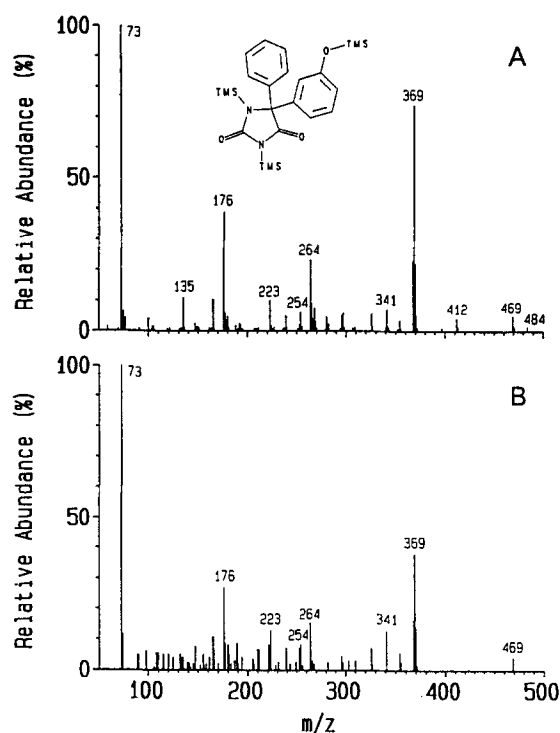 100
73
A
O TMS
TMS
N
369
O
N
O
TMS
Relative Abundance (%)
50
176
264
135
223
254
341
412
469
484
0
100
73
B
Relative Abundance (%)
50
369
176
223
264
254
341
469
0
100
200
300
400
500
m/z